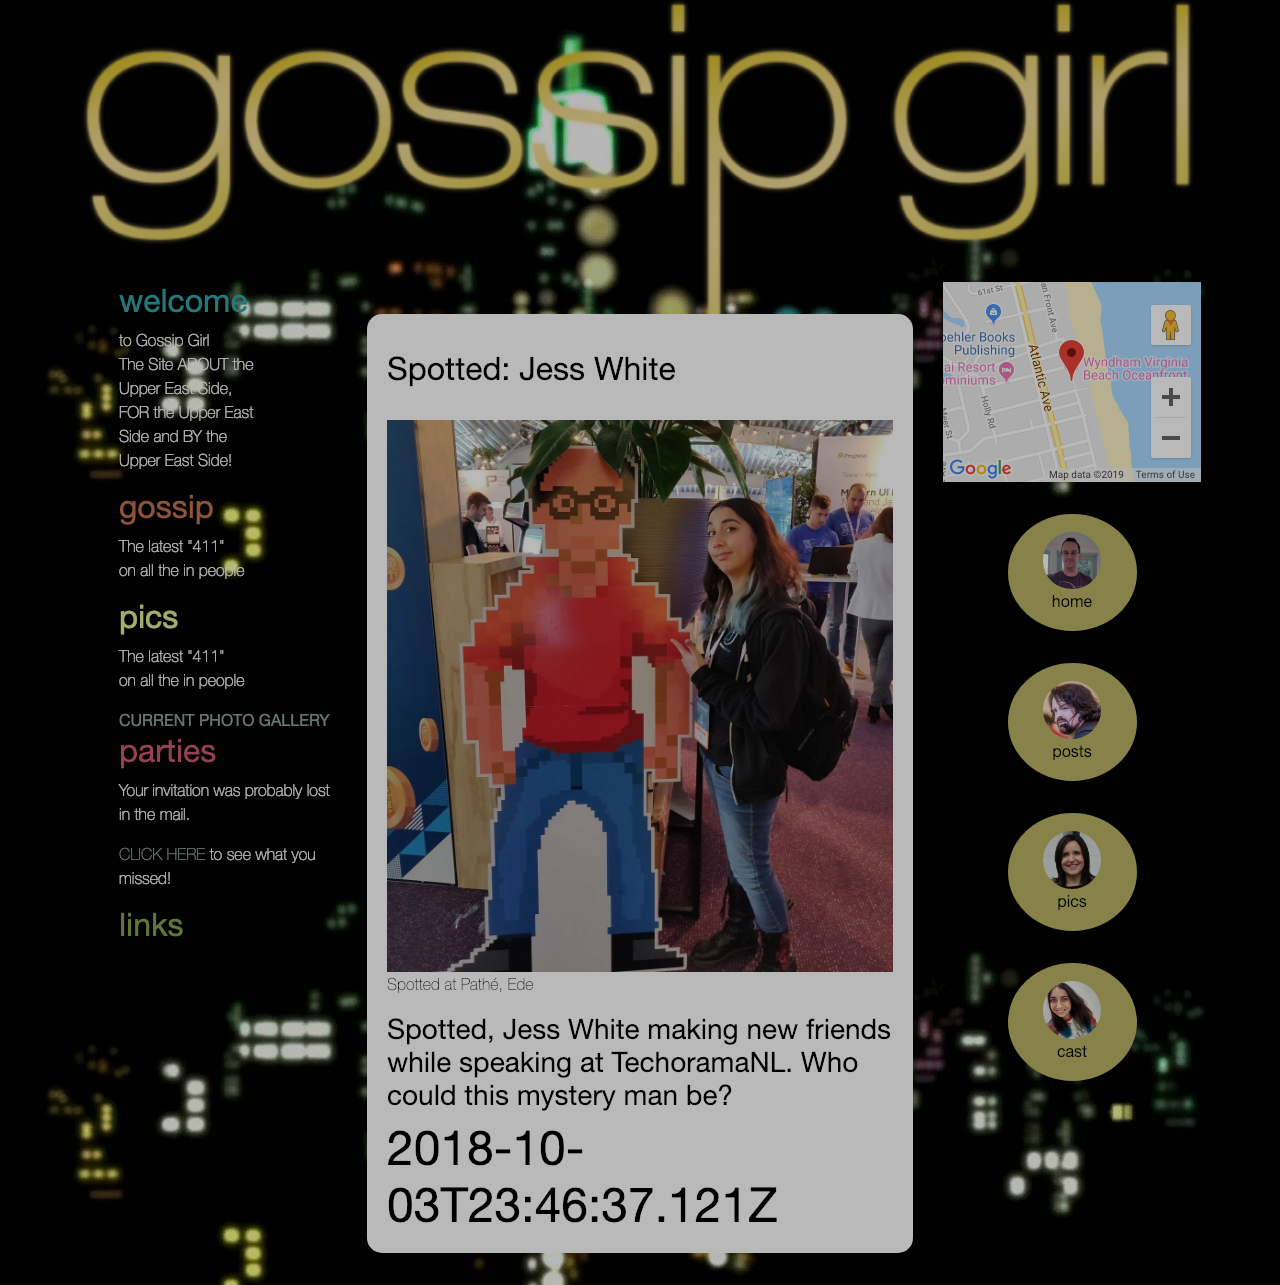 gossip girl
welcome
to Gossip Girl
The Site ABOUT the
Upper East Side,
FOR the Upper East
Side and BY the
Upper East Side!
gossip
The latest "411"
on all the in people
pics
The latest "411"
on all the in people
CURRENT PHOTO GALLERY
parties
Your invitation was probably lost
in the mail.
CLICK HERE to see what you
missed!
links
Spotted: Jess White
Progress
Spotted at Pathé, Ede
Spotted, Jess White making new friends
while speaking at TechoramaNL. Who
could this mystery man be?
2018-10-
03T23:46:37.121Z
61st St
an Front Ave
oehler Books
Publishing
Atlantic Ave
Wyndham Virginia
Beach Oceanfront
ai Resort
ominiums
Holly Rd
Meer St
Google
Map data ©2019
Terms of Use
home
posts
pics
cast